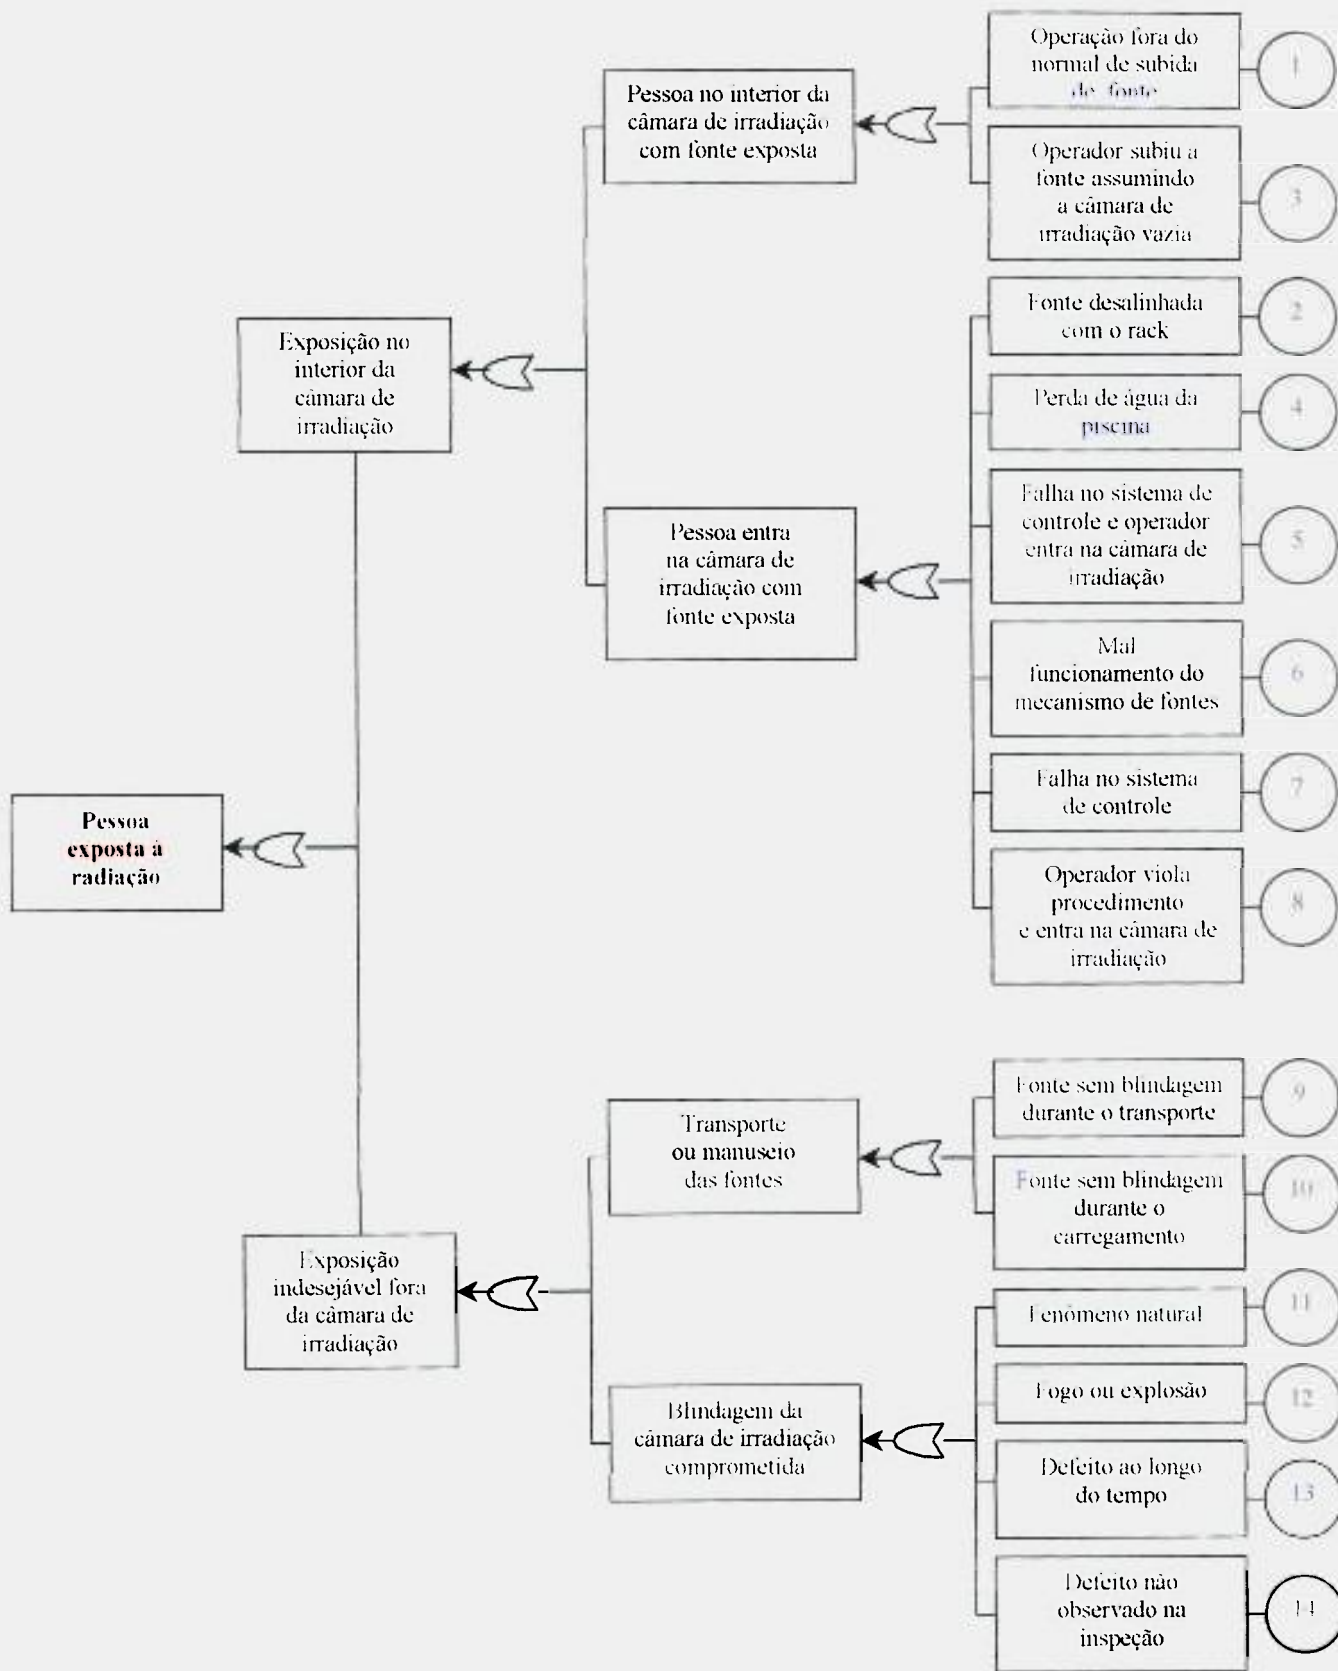 Operação fora do
normal de subida
de fonte
1
Pessoa no interior da
câmara de irradiação
com fonte exposta
Operador subiu a
fonte assumindo
a câmara de
irradiação vazia
3
Fonte desalinhada
com o rack
2
Exposição no
interior da
câmara de
irradiação
Perda de água da
piscina
4
Falha no sistema de
controle e operador
entra na câmara de
irradiação
5
Pessoa entra
na câmara de
irradiação com
fonte exposta
Mal
funcionamento do
mecanismo de fontes
6
Falha no sistema
de controle
7
Pessoa
exposta à
radiação
Operador viola
procedimento
e entra na câmara de
irradiação
8
Fonte sem blindagem
durante o transporte
9
Transporte
ou manuseio
das fontes
Fonte sem blindagem
durante o
carregamento
10
Exposição
indesejável fora
da câmara de
irradiação
Fenômeno natural
11
Fogo ou explosão
12
Blindagem da
câmara de irradiação
comprometida
Defeito ao longo
do tempo
13
Defeito não
observado na
inspeção
14